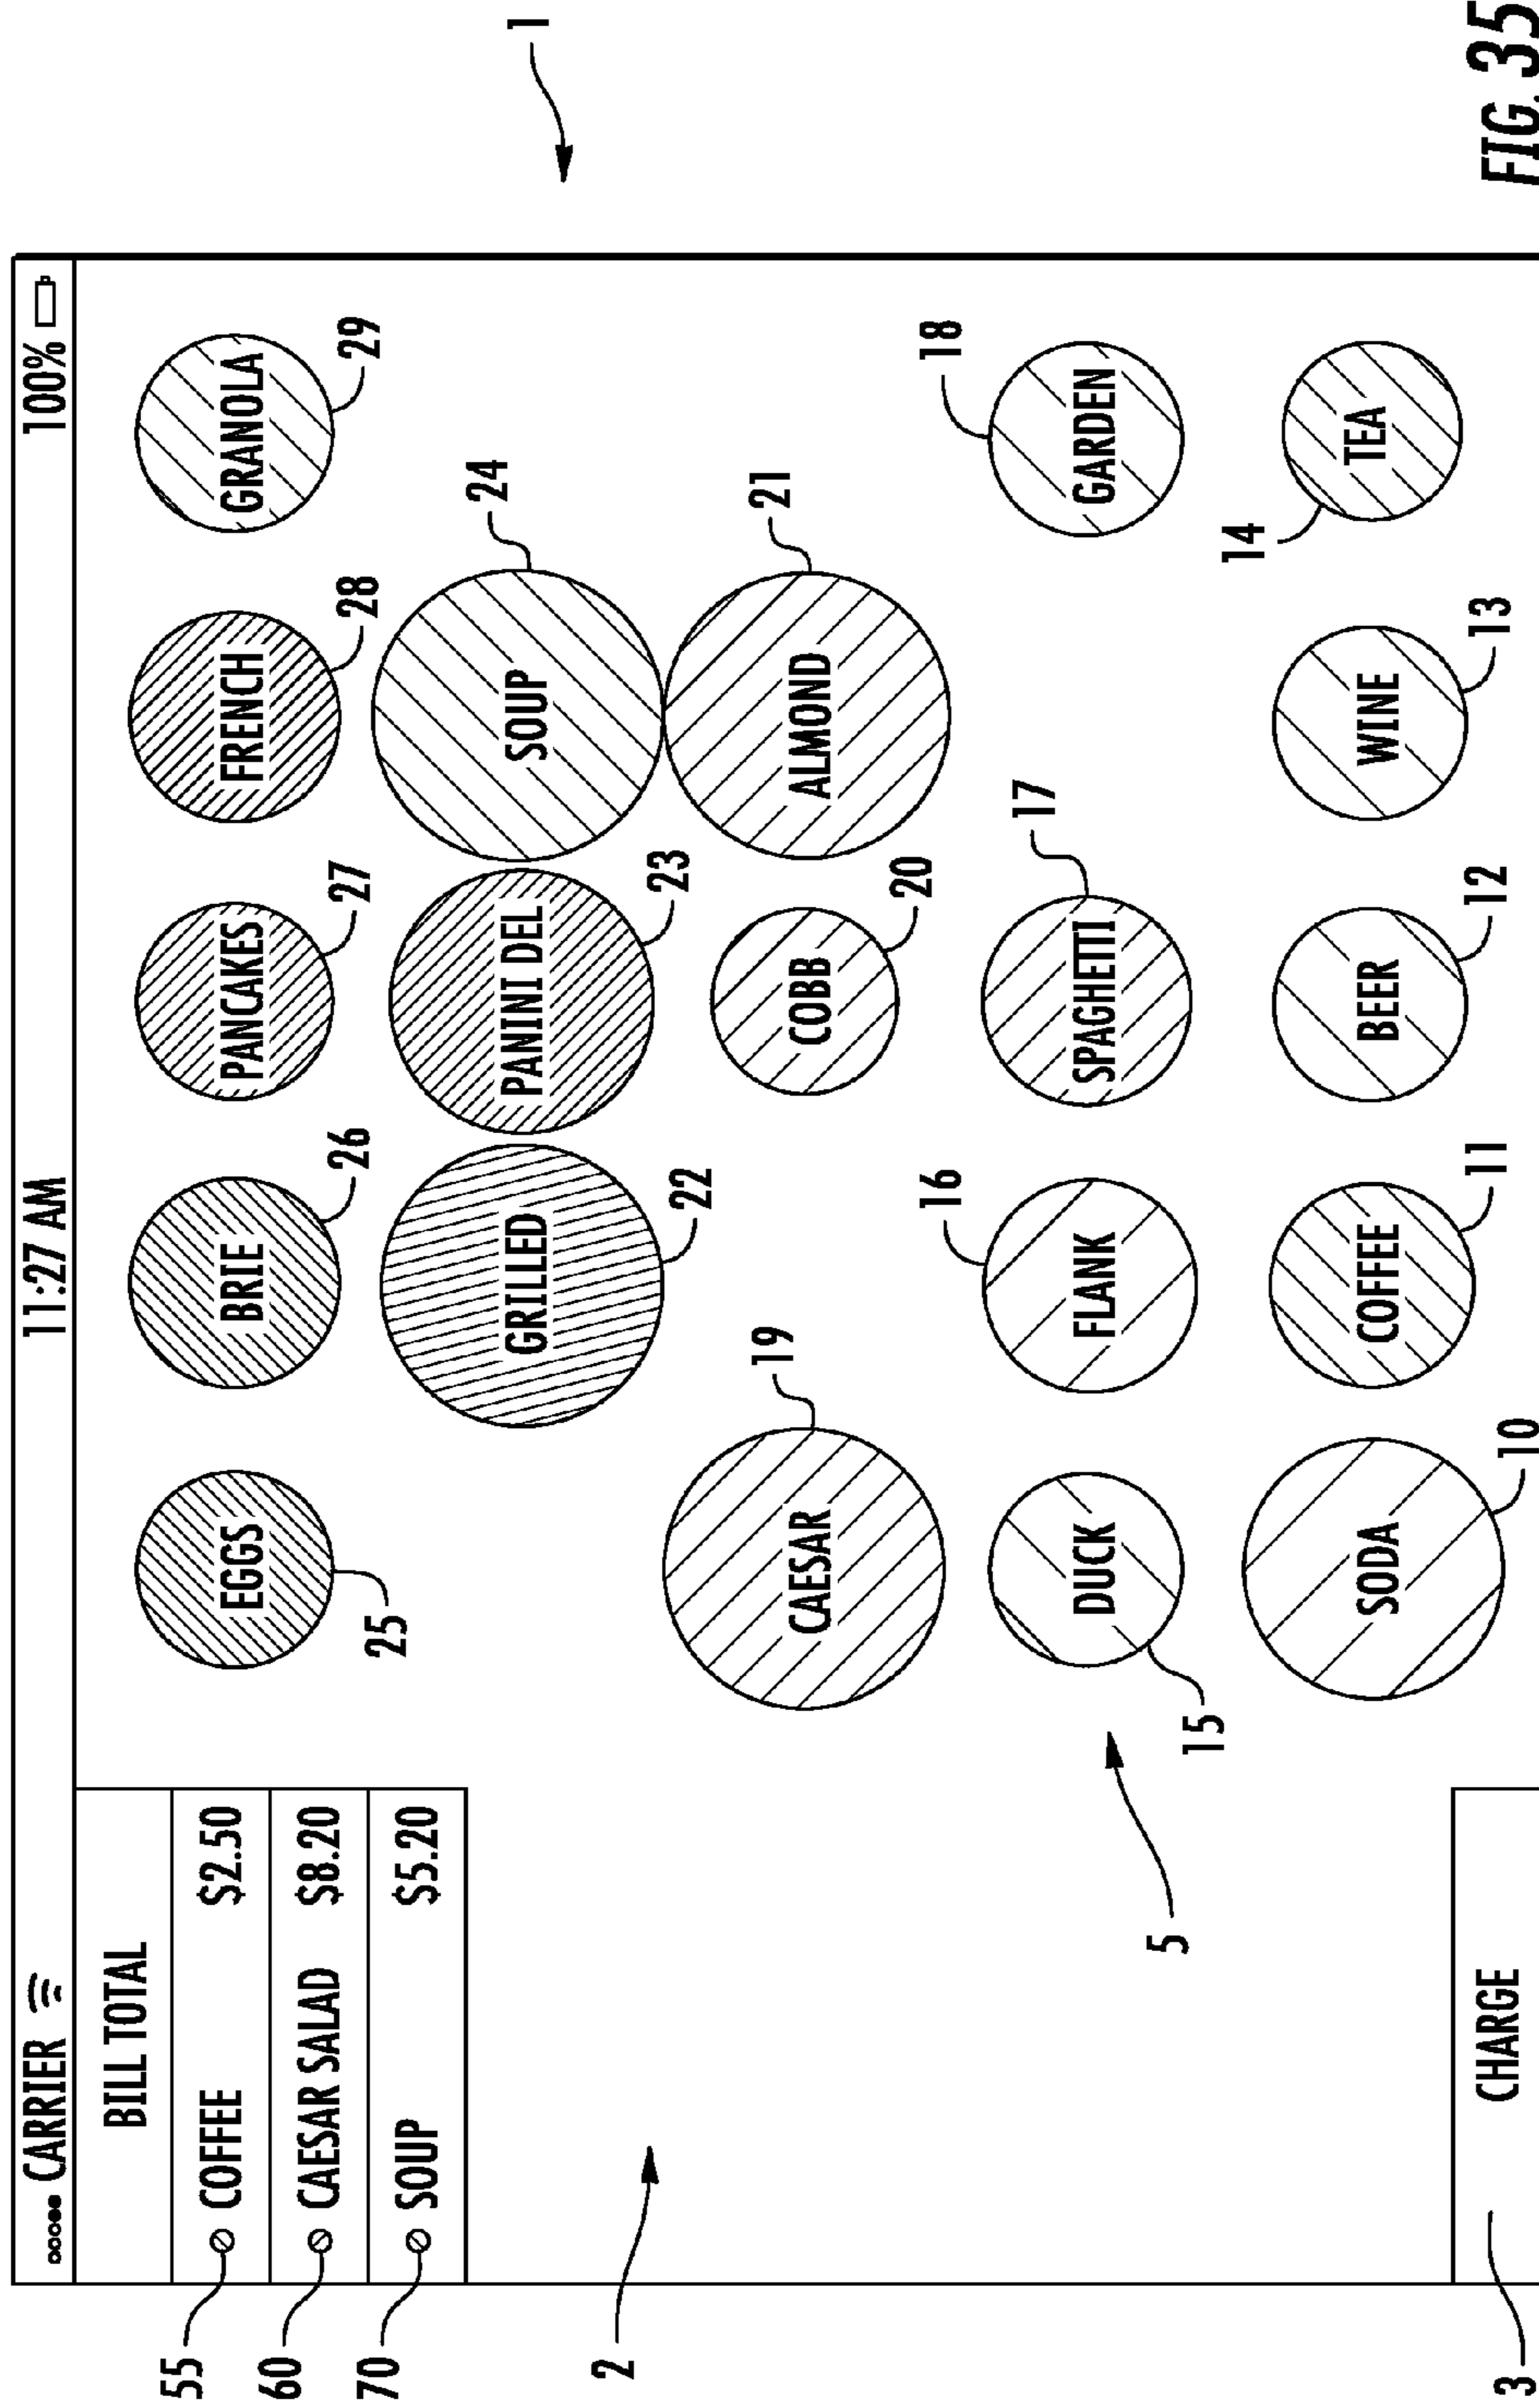 CARRIER 11:27 AM 100%
BILL TOTAL
55 COFFEE $2.50
60 CAESAR SALAD $8.20
70 SOUP $5.20
2
3 CHARGE
EGGS 25
BRIE 26
PANCAKES 27
FRENCH 28
GRANOLA 29
GRILLED 22
PANINI DEL 23
SOUP 24
CAESAR 19
COBB 20
ALMOND 21
DUCK 15
FLANK 16
SPAGHETTI 17
GARDEN 18
5
SODA 10
COFFEE 11
BEER 12
WINE 13
TEA 14
1
FIG. 35